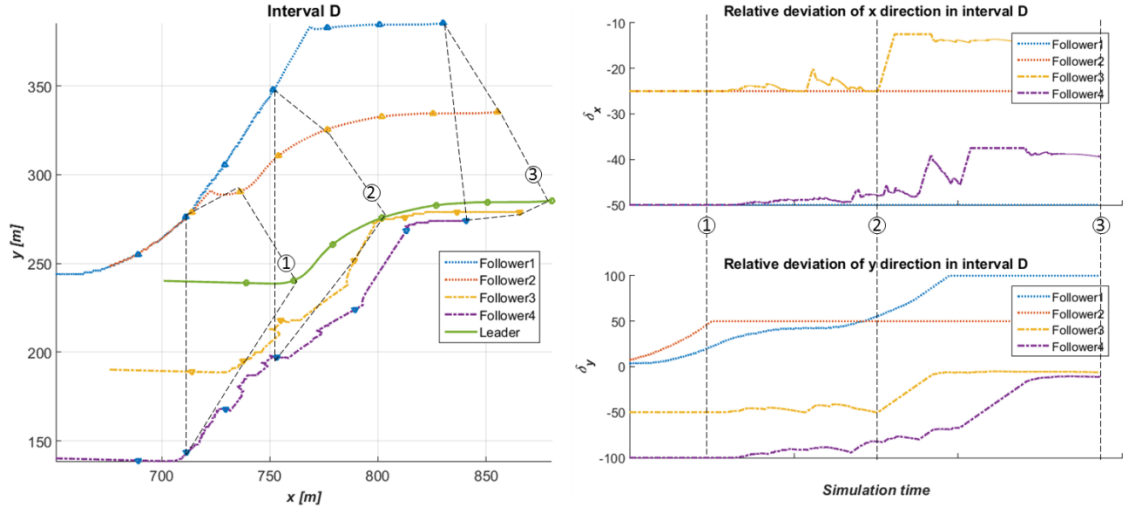 Interval D
350
300
250
200
150
y [m]
700
750
800
850
x [m]
①
②
③
Follower1
Follower2
Follower3
Follower4
Leader
Relative deviation of x direction in interval D
-10
-20
-30
-40
-50
δx
Follower1
Follower2
Follower3
Follower4
①
②
③
Relative deviation of y direction in interval D
100
50
0
-50
-100
δy
Follower1
Follower2
Follower3
Follower4
Simulation time